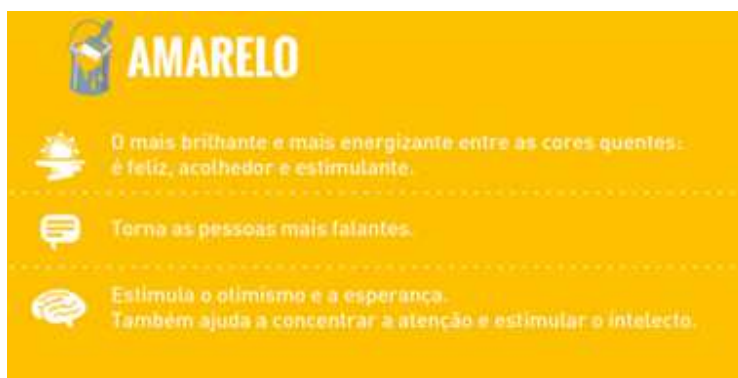 AMARELO
O mais brilhante e mais energizante entre as cores quentes:
é feliz, acolhedor e estimulante.
Torna as pessoas mais falantes.
Estimula o otimismo e a esperança.
Também ajuda a concentrar a atenção e estimular o intelecto.